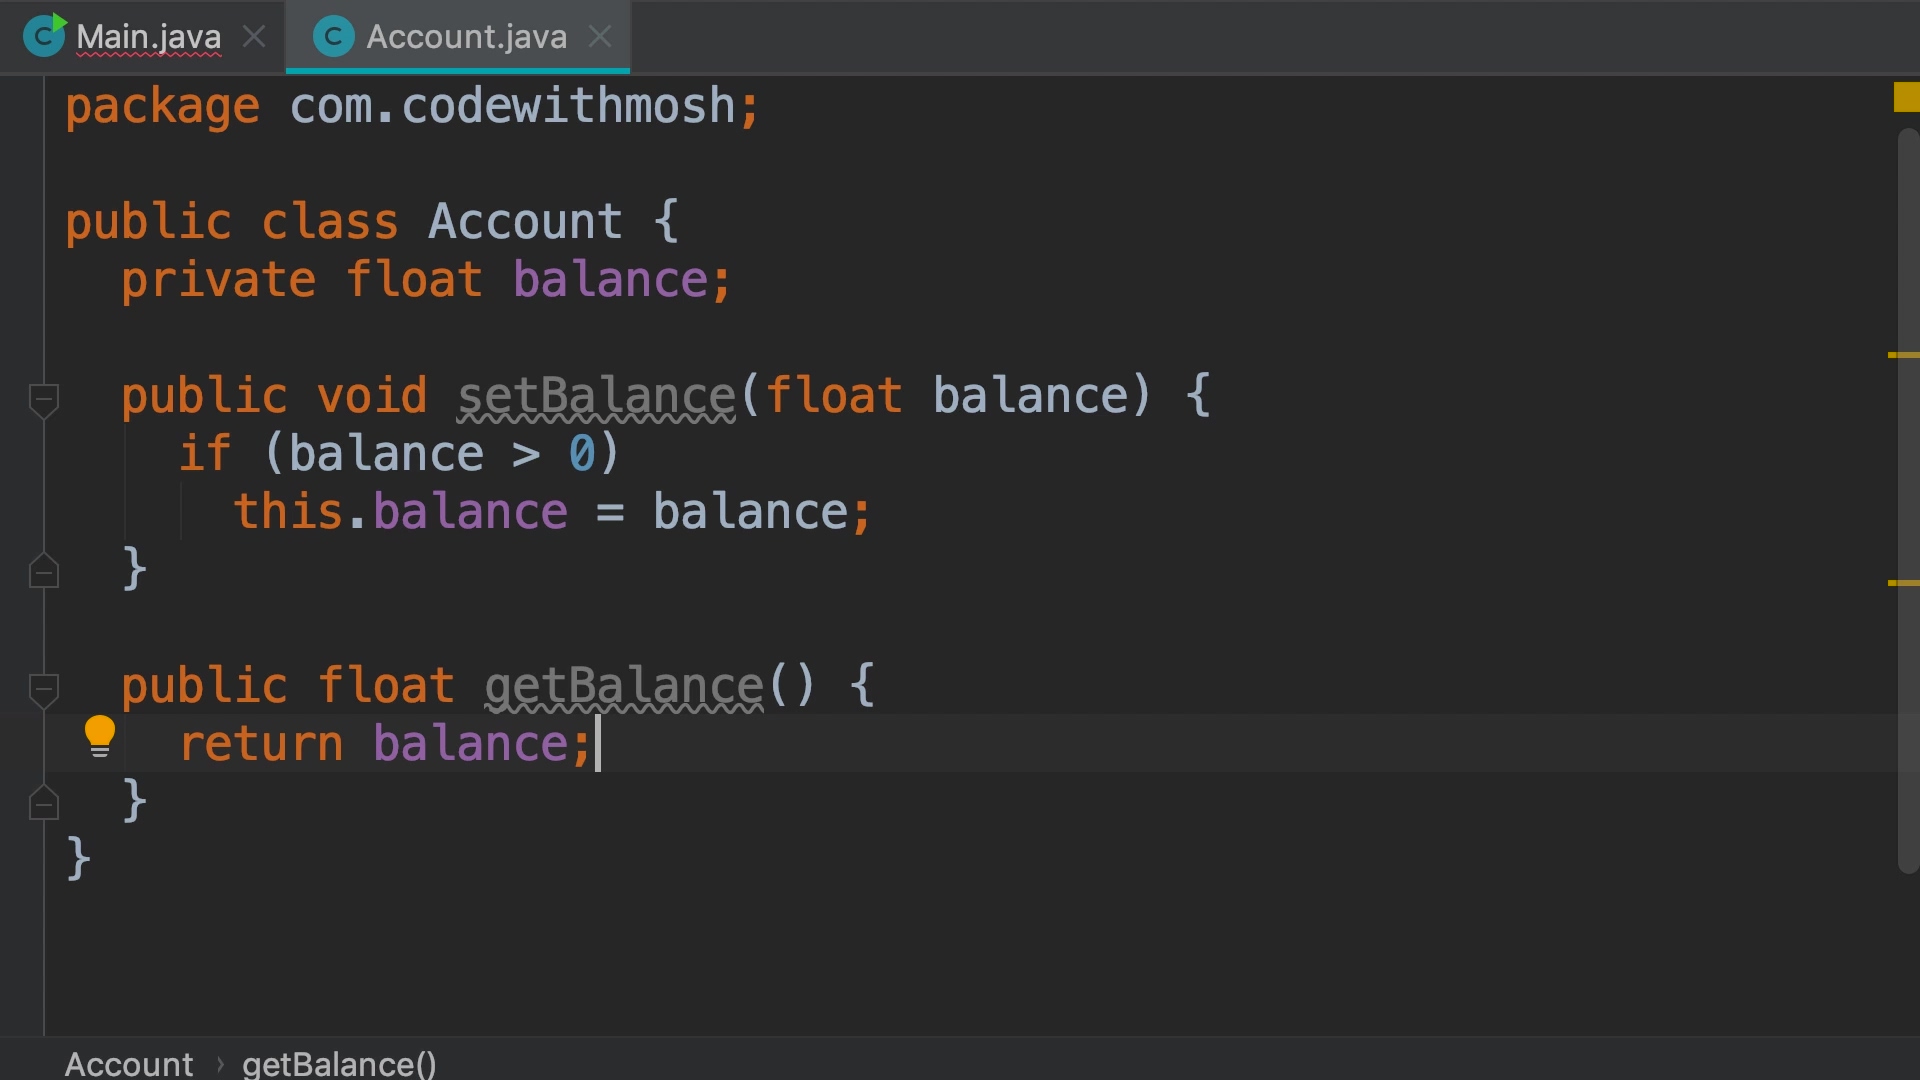 Main.java Account.java
package com.codewithmosh;
public class Account {
private float balance;
public void setBalance(float balance) {
if (balance > 0)
this.balance = balance;
}
public float getBalance() {
return balance;
}
}
Account › getBalance()